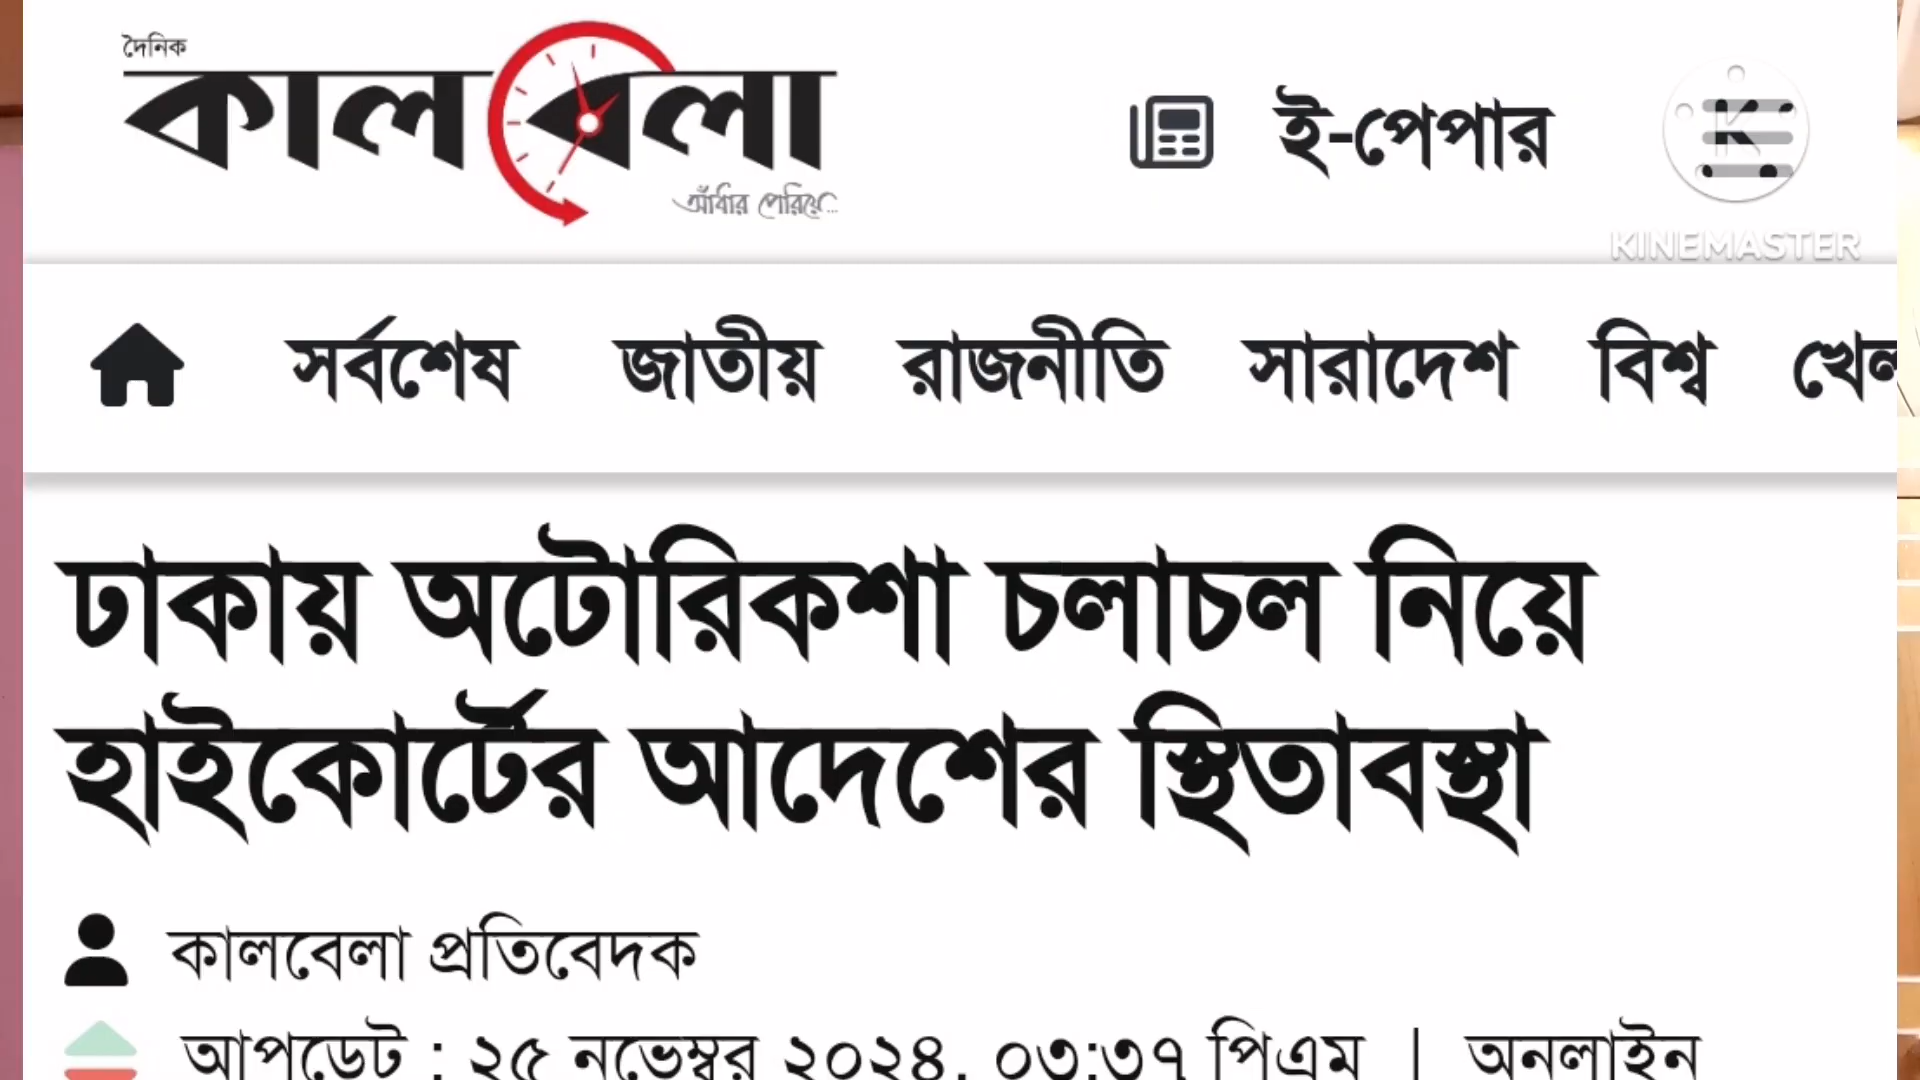 দৈনিক
কালবেলা
আঁধার পেরিয়ে...
ই-পেপার
K
KINEMASTER
সর্বশেষ জাতীয় রাজনীতি সারাদেশ বিশ্ব
ঢাকায় অটোরিকশা চলাচল নিয়ে
হাইকোর্টের আদেশের স্থিতাবস্থা
কালবেলা প্রতিবেদক
আপডেট : ২৫ নভেম্বর ২০২৪, ০৩:৩৭ পিএম | অনলাইন